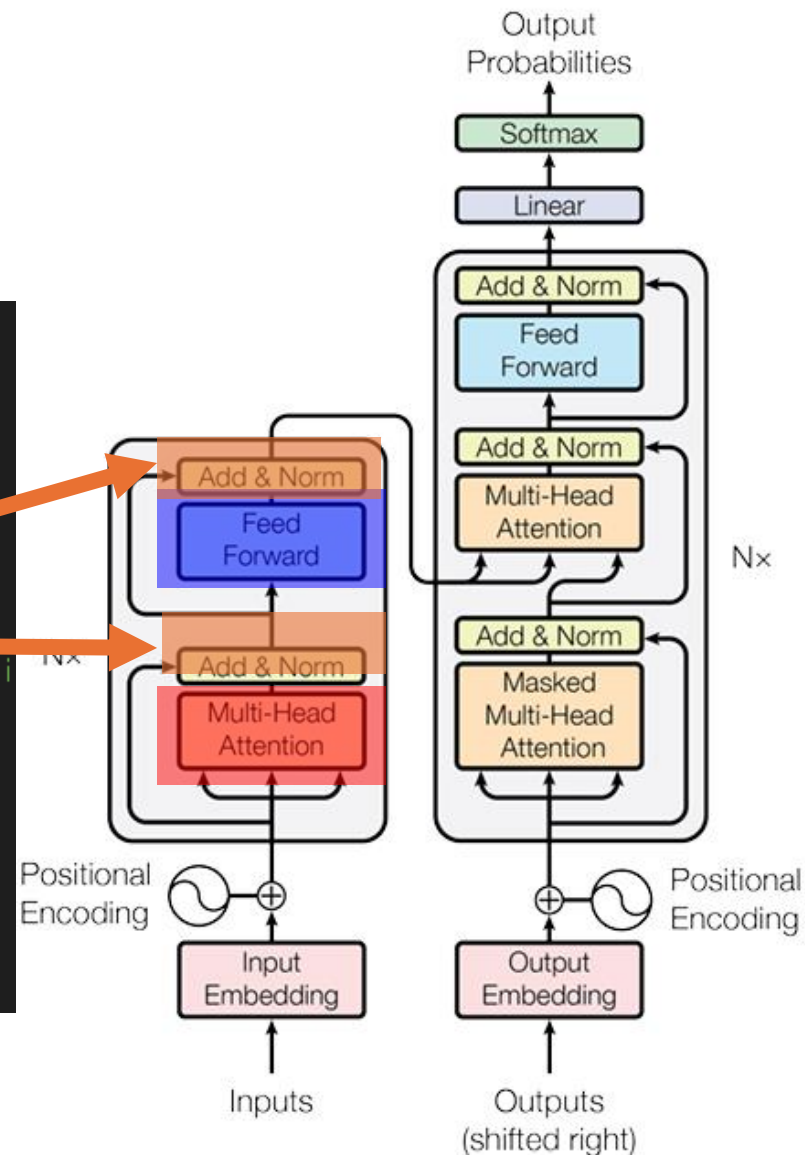 Output
Probabilities
Softmax
Linear
Add & Norm
Feed
Forward
Add & Norm
Multi-Head
Attention
Add & Norm
Masked
Multi-Head
Attention
Nx
Add & Norm
Feed
Forward
Add & Norm
Multi-Head
Attention
Nx
i
Positional
Encoding
Positional
Encoding
Input
Embedding
Output
Embedding
Inputs
Outputs
(shifted right)